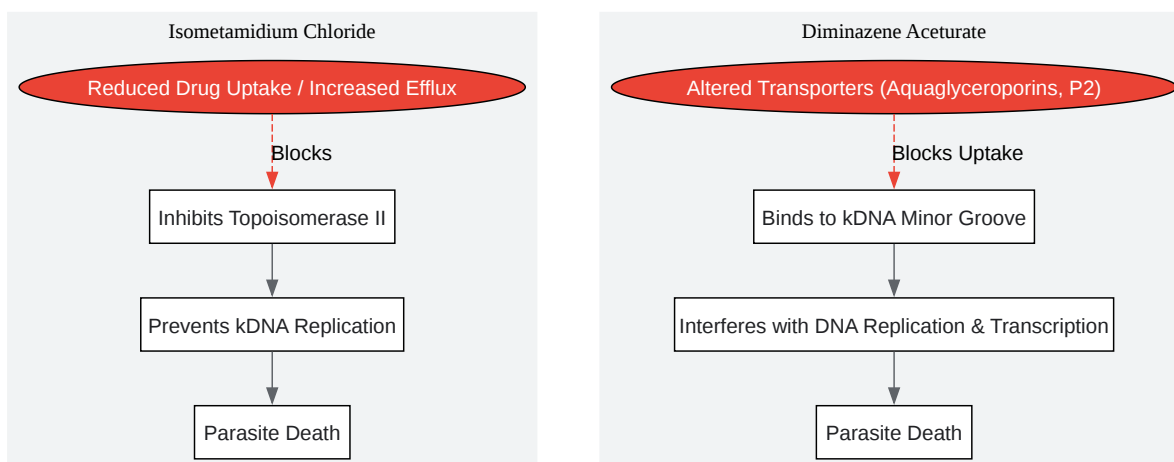 Isometamidium Chloride
Reduced Drug Uptake / Increased Efflux
Blocks
Inhibits Topoisomerase II
Prevents kDNA Replication
Parasite Death
Diminazene Aceturate
Altered Transporters (Aquaglyceroporins, P2)
Blocks Uptake
Binds to kDNA Minor Groove
Interferes with DNA Replication & Transcription
Parasite Death